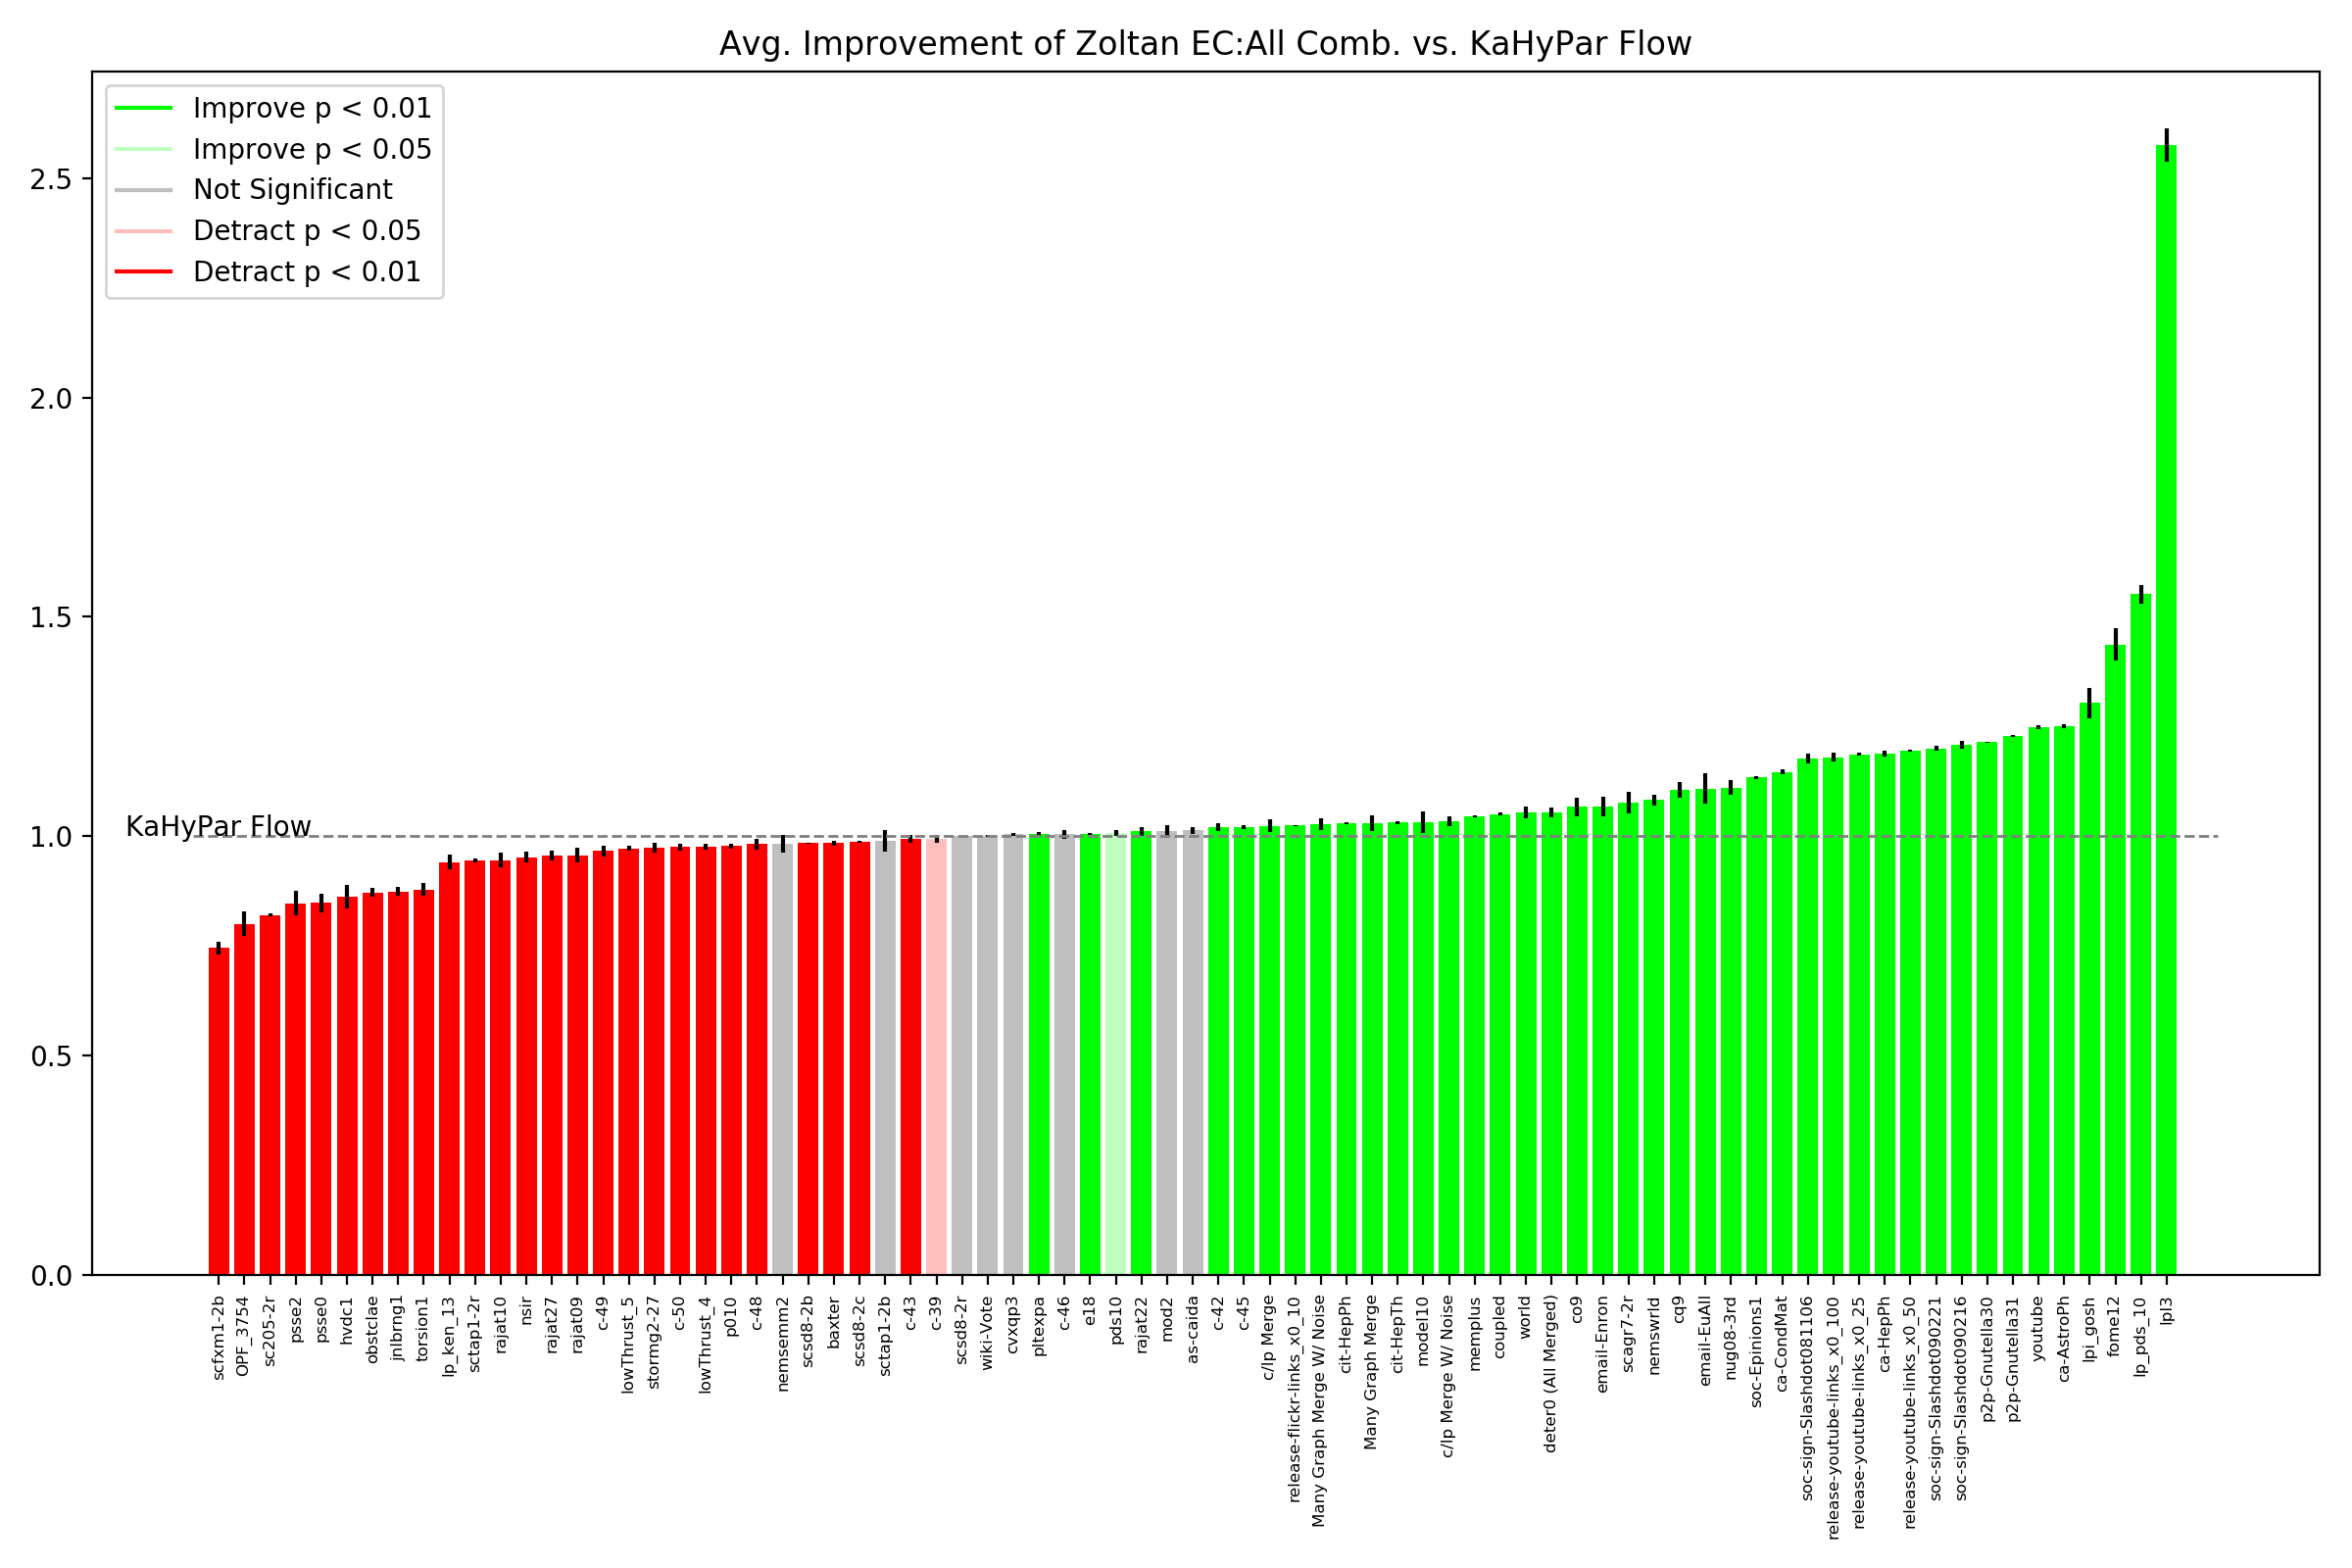 Avg. Improvement of Zoltan EC:All Comb. vs. KaHyPar Flow
Improve p < 0.01
Improve p < 0.05
Not Significant
Detract p < 0.05
Detract p < 0.01
2.5
2.0
1.5
1.0
0.5
0.0
KaHyPar Flow
scfxm1-2b
OPF_3754
sc205-2r
psse2
psse0
hvdc1
obstclae
jnlbrng1
torsion1
lp_ken_13
sctap1-2r
rajat10
nsir
rajat27
rajat09
c-49
lowThrust_5
stormg2-27
c-50
lowThrust_4
p010
c-48
nemsemm2
scsd8-2b
baxter
scsd8-2c
sctap1-2b
c-43
c-39
scsd8-2r
wiki-Vote
cvxqp3
pltexpa
c-46
e18
pds10
rajat22
mod2
as-caida
c-42
c-45
c/lp Merge
release-flickr-links_x0_10
Many Graph Merge W/ Noise
cit-HepPh
Many Graph Merge
cit-HepTh
model10
c/lp Merge W/ Noise
memplus
coupled
world
deter0 (All Merged)
co9
email-Enron
scagr7-2r
nemswrld
cq9
email-EuAll
nug08-3rd
soc-Epinions1
ca-CondMat
soc-sign-Slashdot081106
release-youtube-links_x0_100
release-youtube-links_x0_25
ca-HepPh
release-youtube-links_x0_50
soc-sign-Slashdot090221
soc-sign-Slashdot090216
p2p-Gnutella30
p2p-Gnutella31
youtube
ca-AstroPh
lpi_gosh
fome12
lp_pds_10
lpl3